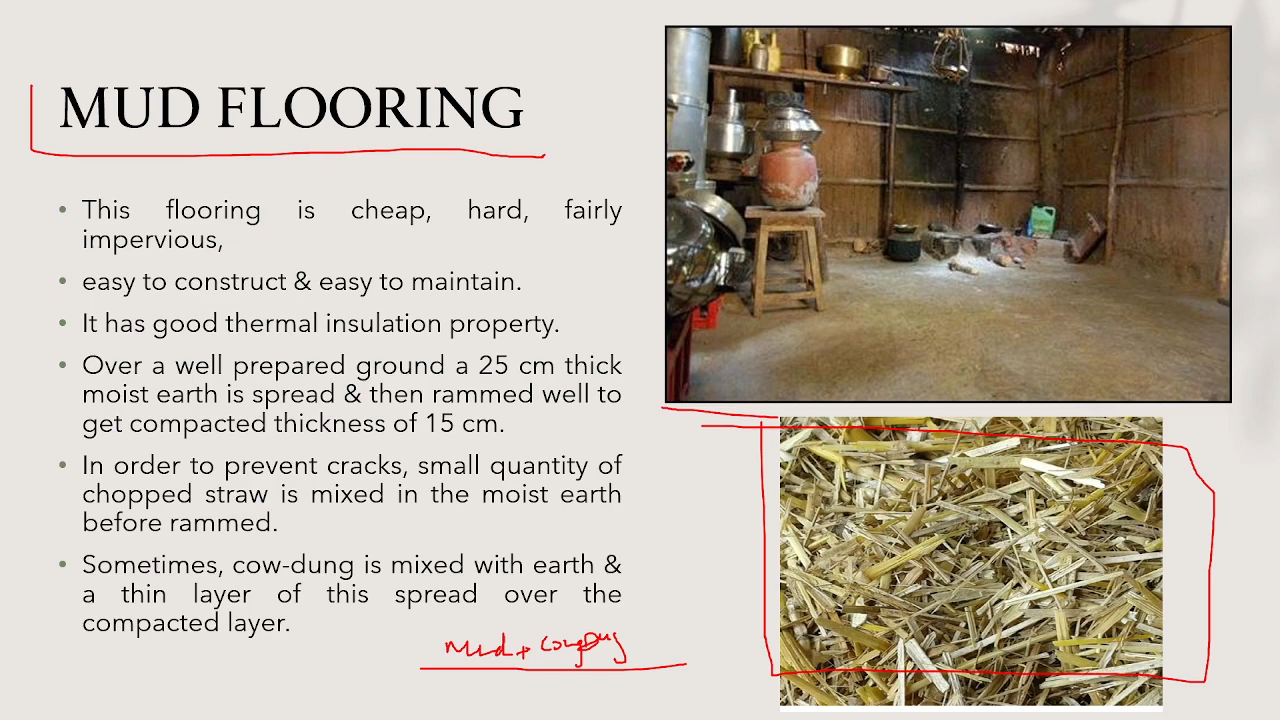 MUD FLOORING
• This flooring is cheap, hard, fairly
impervious,
• easy to construct & easy to maintain.
• It has good thermal insulation property.
• Over a well prepared ground a 25 cm thick
moist earth is spread & then rammed well to
get compacted thickness of 15 cm.
• In order to prevent cracks, small quantity of
chopped straw is mixed in the moist earth
before rammed.
• Sometimes, cow-dung is mixed with earth &
a thin layer of this spread over the
compacted layer.
Mud +